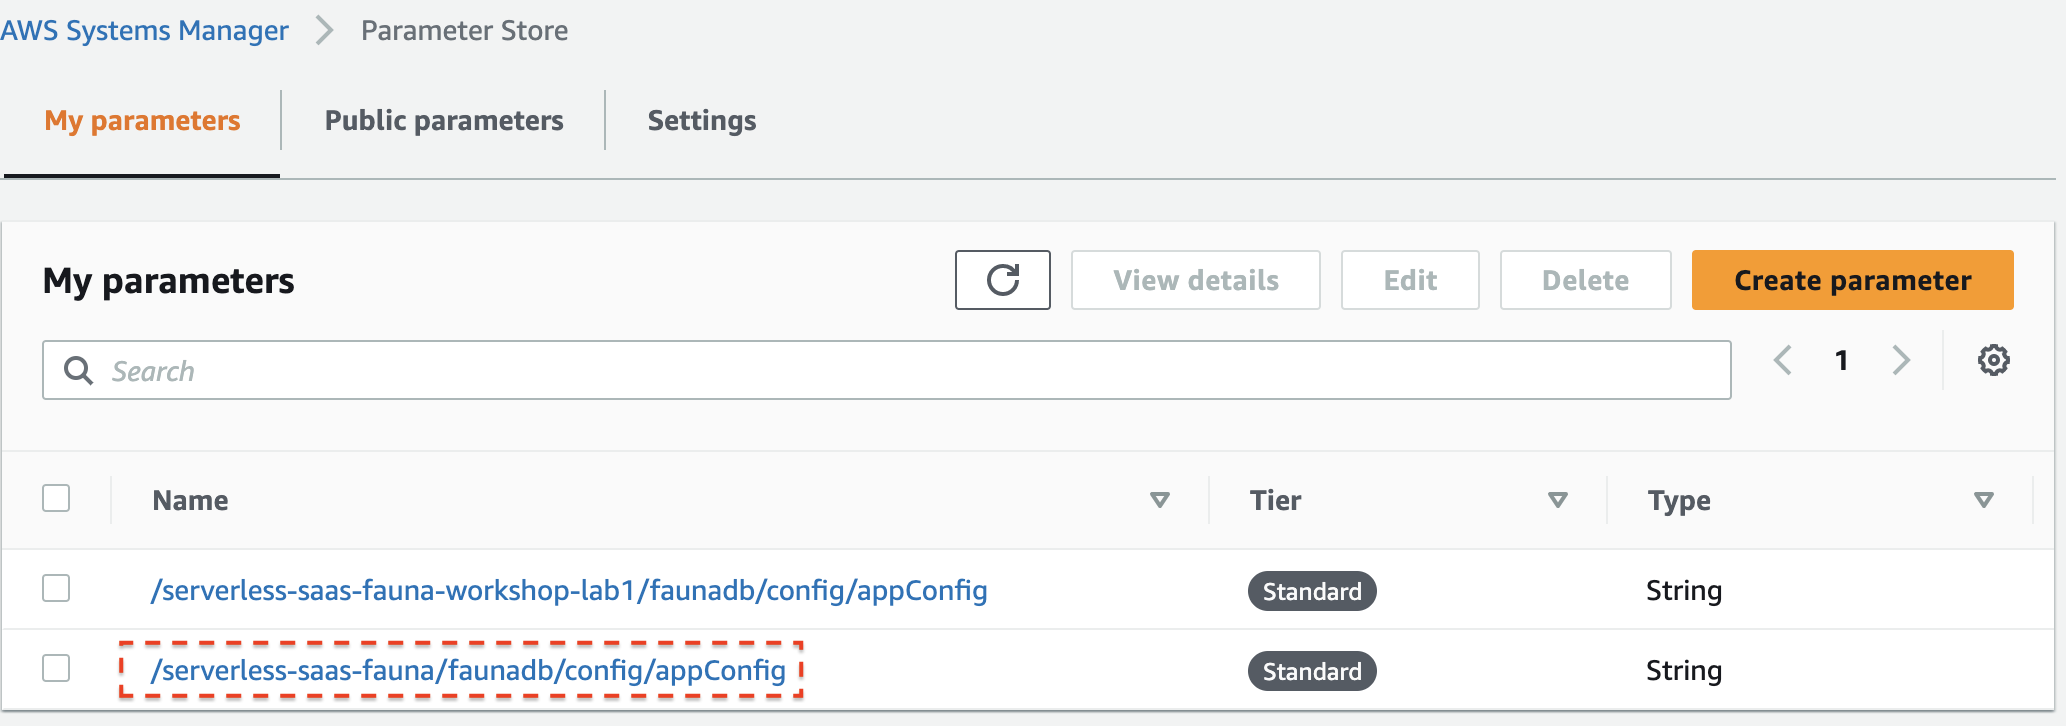 AWS Systems Manager > Parameter Store
My parameters Public parameters Settings
My parameters View details Edit Delete Create parameter
Search 1
Name Tier Type
/serverless-saas-fauna-workshop-lab1/faunadb/config/appConfig Standard String
/serverless-saas-fauna/faunadb/config/appConfig Standard String